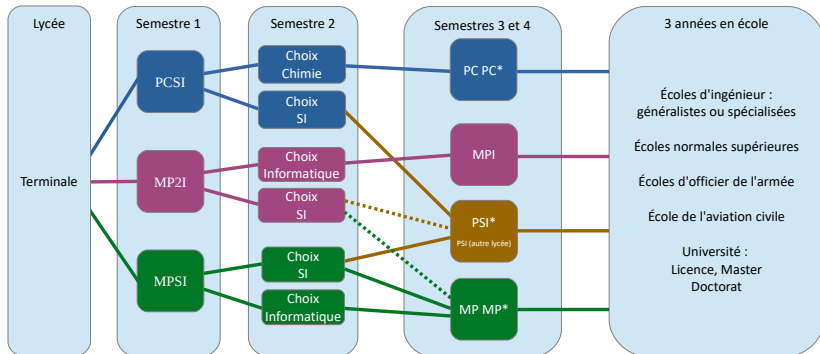 Lycée
Semestre 1
Semestre 2
Semestres 3 et 4
3 années en école
Terminale
PCSI
MP2I
MPSI
Choix
Chimie
Choix
SI
Choix
Informatique
Choix
SI
Choix
SI
Choix
Informatique
PC PC*
MPI
PSI*
PSI (autre lycée)
MP MP*
Écoles d'ingénieur :
généralistes ou spécialisées
Écoles normales supérieures
Écoles d'officier de l'armée
École de l'aviation civile
Université :
Licence, Master
Doctorat